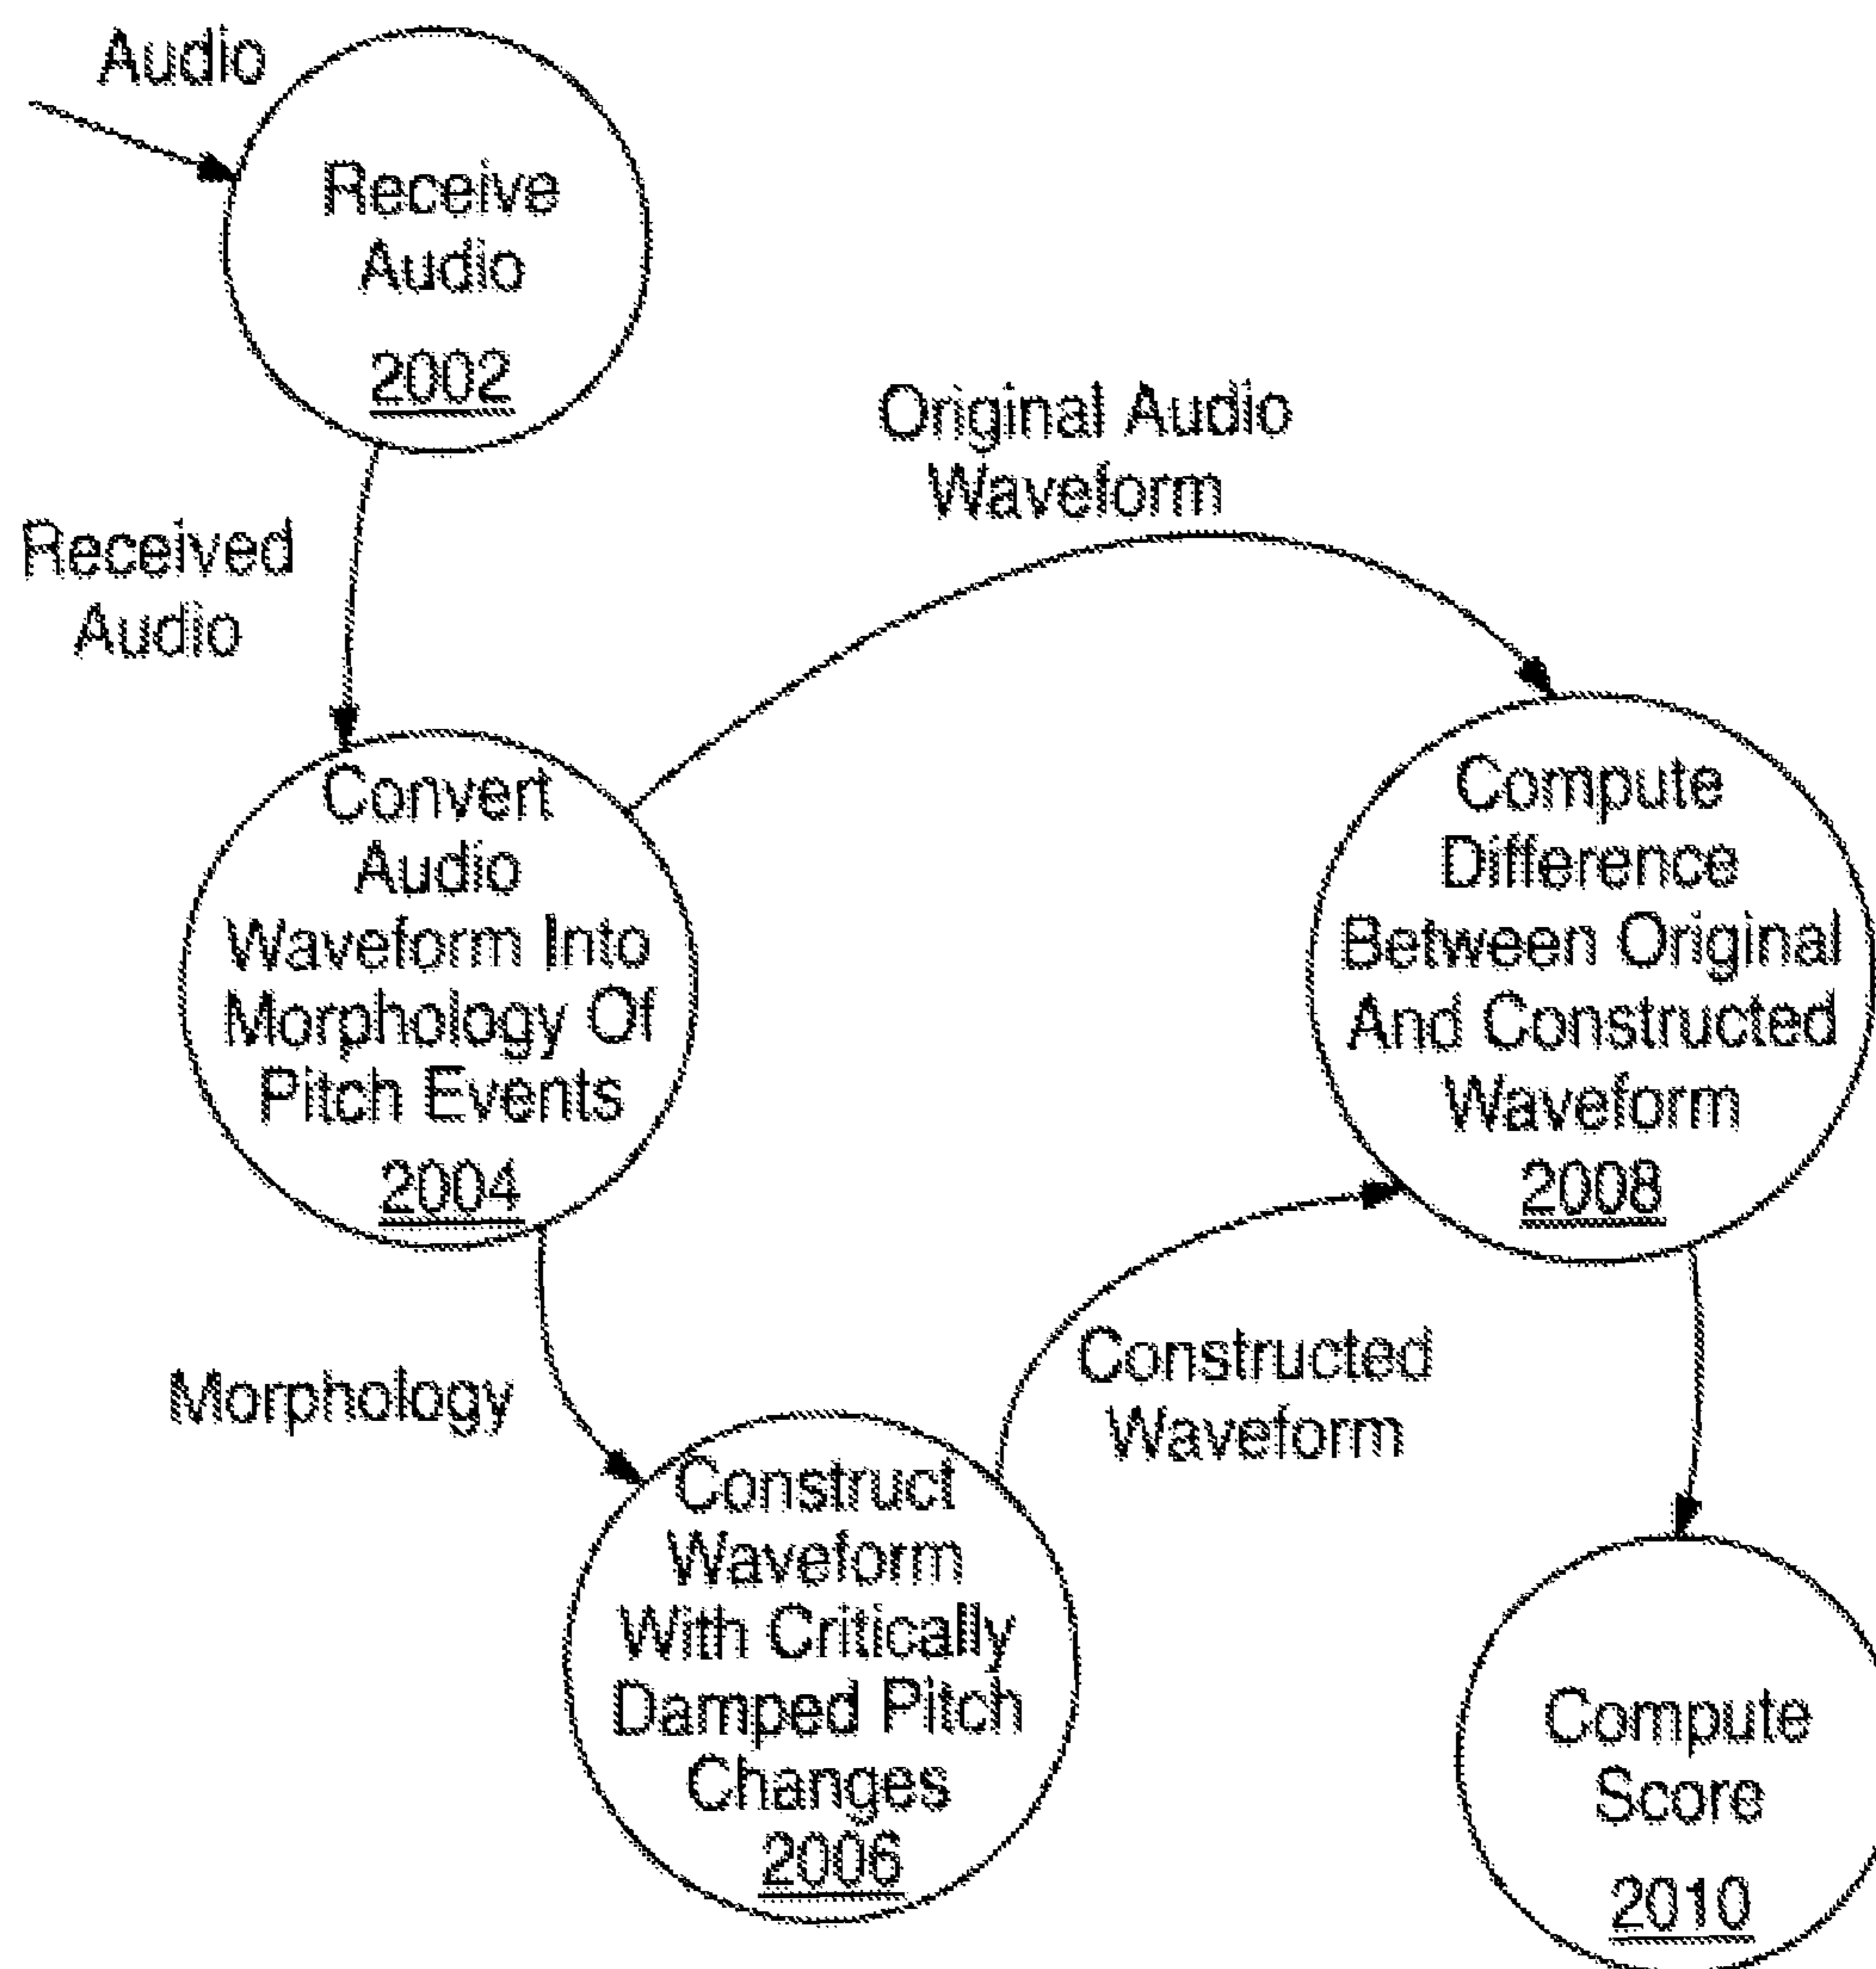 Audio
Receive
Audio
2002
Original Audio
Waveform
Received
Audio
Convert
Audio
Waveform Into
Morphology Of
Pitch Events
2004
Compute
Difference
Between Original
And Constructed
Waveform
2008
Morphology
Constructed
Waveform
Construct
Waveform
With Critically
Damped Pitch
Changes
2006
Compute
Score
2010